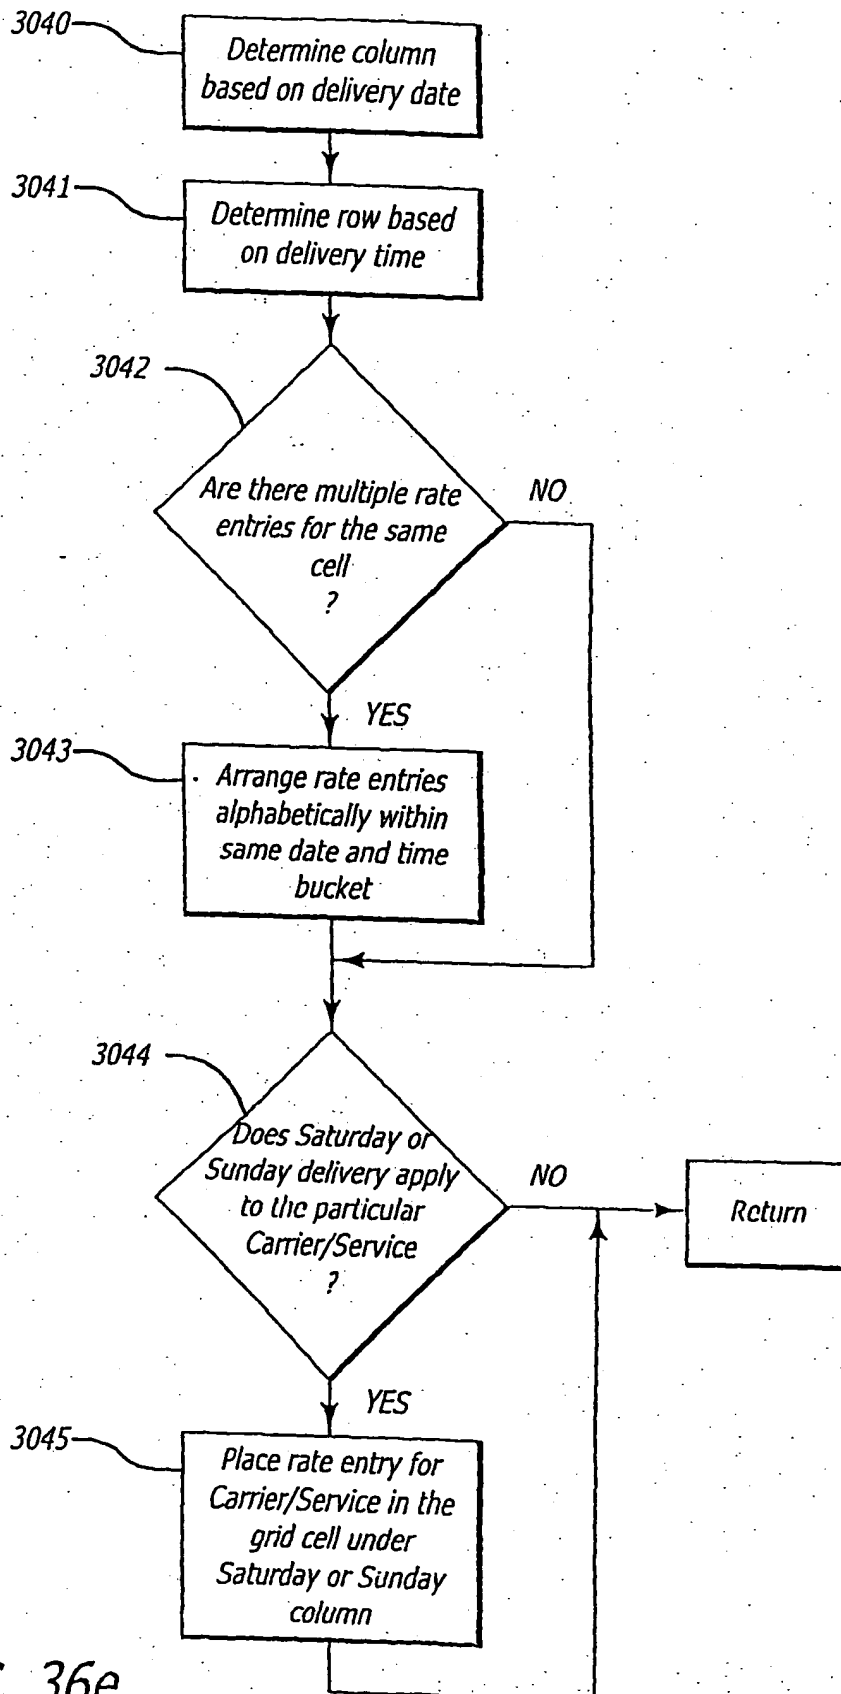 3040
Determine column
based on delivery date
3041
Determine row based
on delivery time
3042
Are there multiple rate
entries for the same
cell
?
NO
YES
3043
Arrange rate entries
alphabetically within
same date and time
bucket
3044
Does Saturday or
Sunday delivery apply
to the particular
Carrier/Service
?
NO
Return
YES
3045
Place rate entry for
Carrier/Service in the
grid cell under
Saturday or Sunday
column
36e